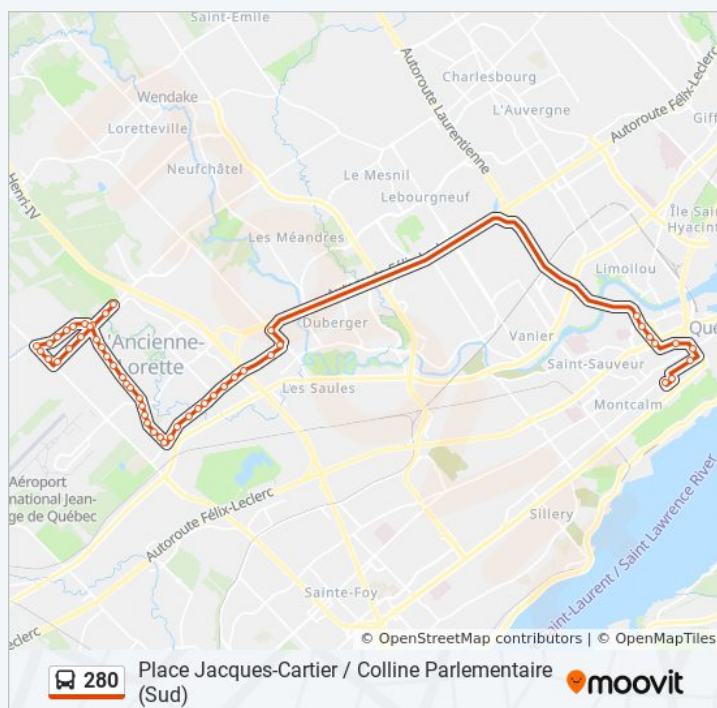 Saint-Emile
Charlesbourg
Autoroute Laurentienne
L'Auvergne
Autoroute Félix-Leclerc
Giff
Wendake
Loretteville
Neufchâtel
Le Mesnil
Lebourgneuf
Henri-IV
Île Sai
Hyacin
Les Méandres
Limoilou
Duberger
Vanier
Qué
L'Ancienne-
Lorette
Saint-Sauveur
Les Saules
Montcalm
Aéroport
rnational Jean-
ge de Québec
Autoroute Félix-Leclerc
Sillery
Sainte-Foy
Saint-Laurent / Saint Lawrence River
eclerc
© OpenStreetMap contributors | © OpenMapTiles
280
Place Jacques-Cartier / Colline Parlementaire
(Sud)
moovit